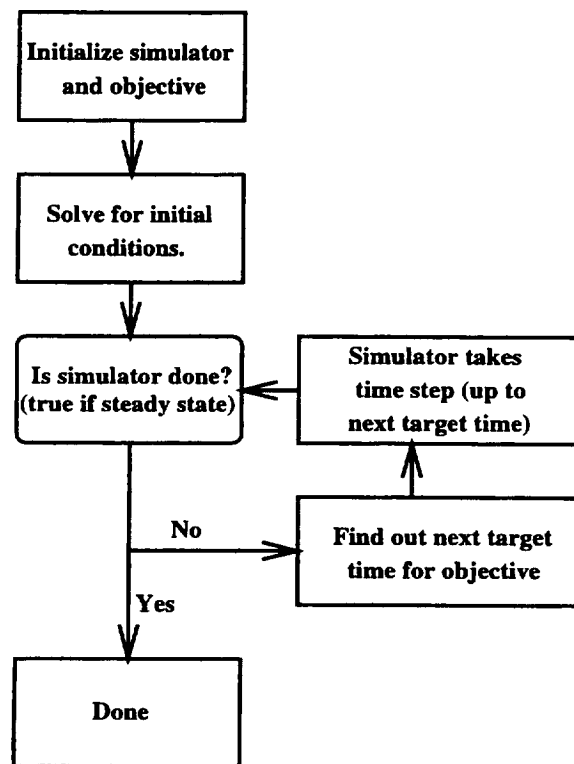 Initialize simulator
and objective
Solve for initial
conditions.
Is simulator done?
(true if steady state)
Simulator takes
time step (up to
next target time)
No
Find out next target
time for objective
Yes
Done